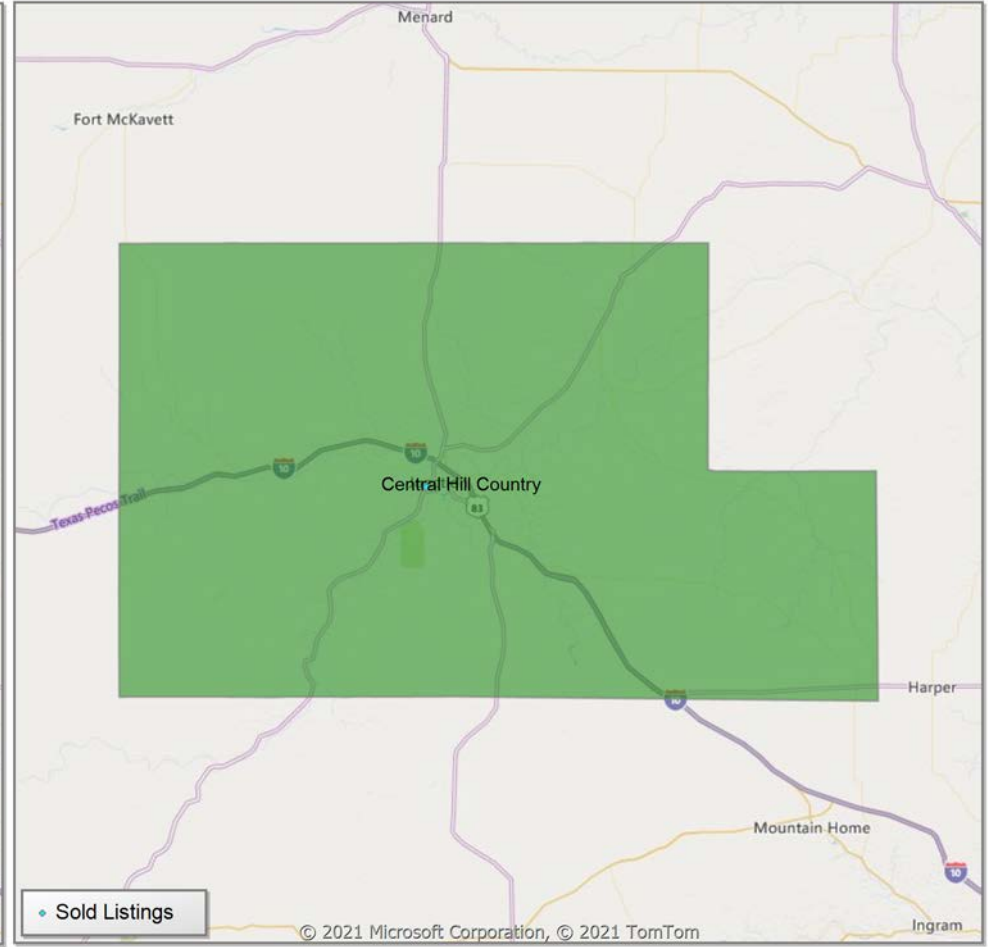 Menard
Fort McKavett
10
10
Central Hill Country
83
Texas Pecos Trail
Harper
10
Mountain Home
10
Sold Listings
Ingram
© 2021 Microsoft Corporation, © 2021 TomTom